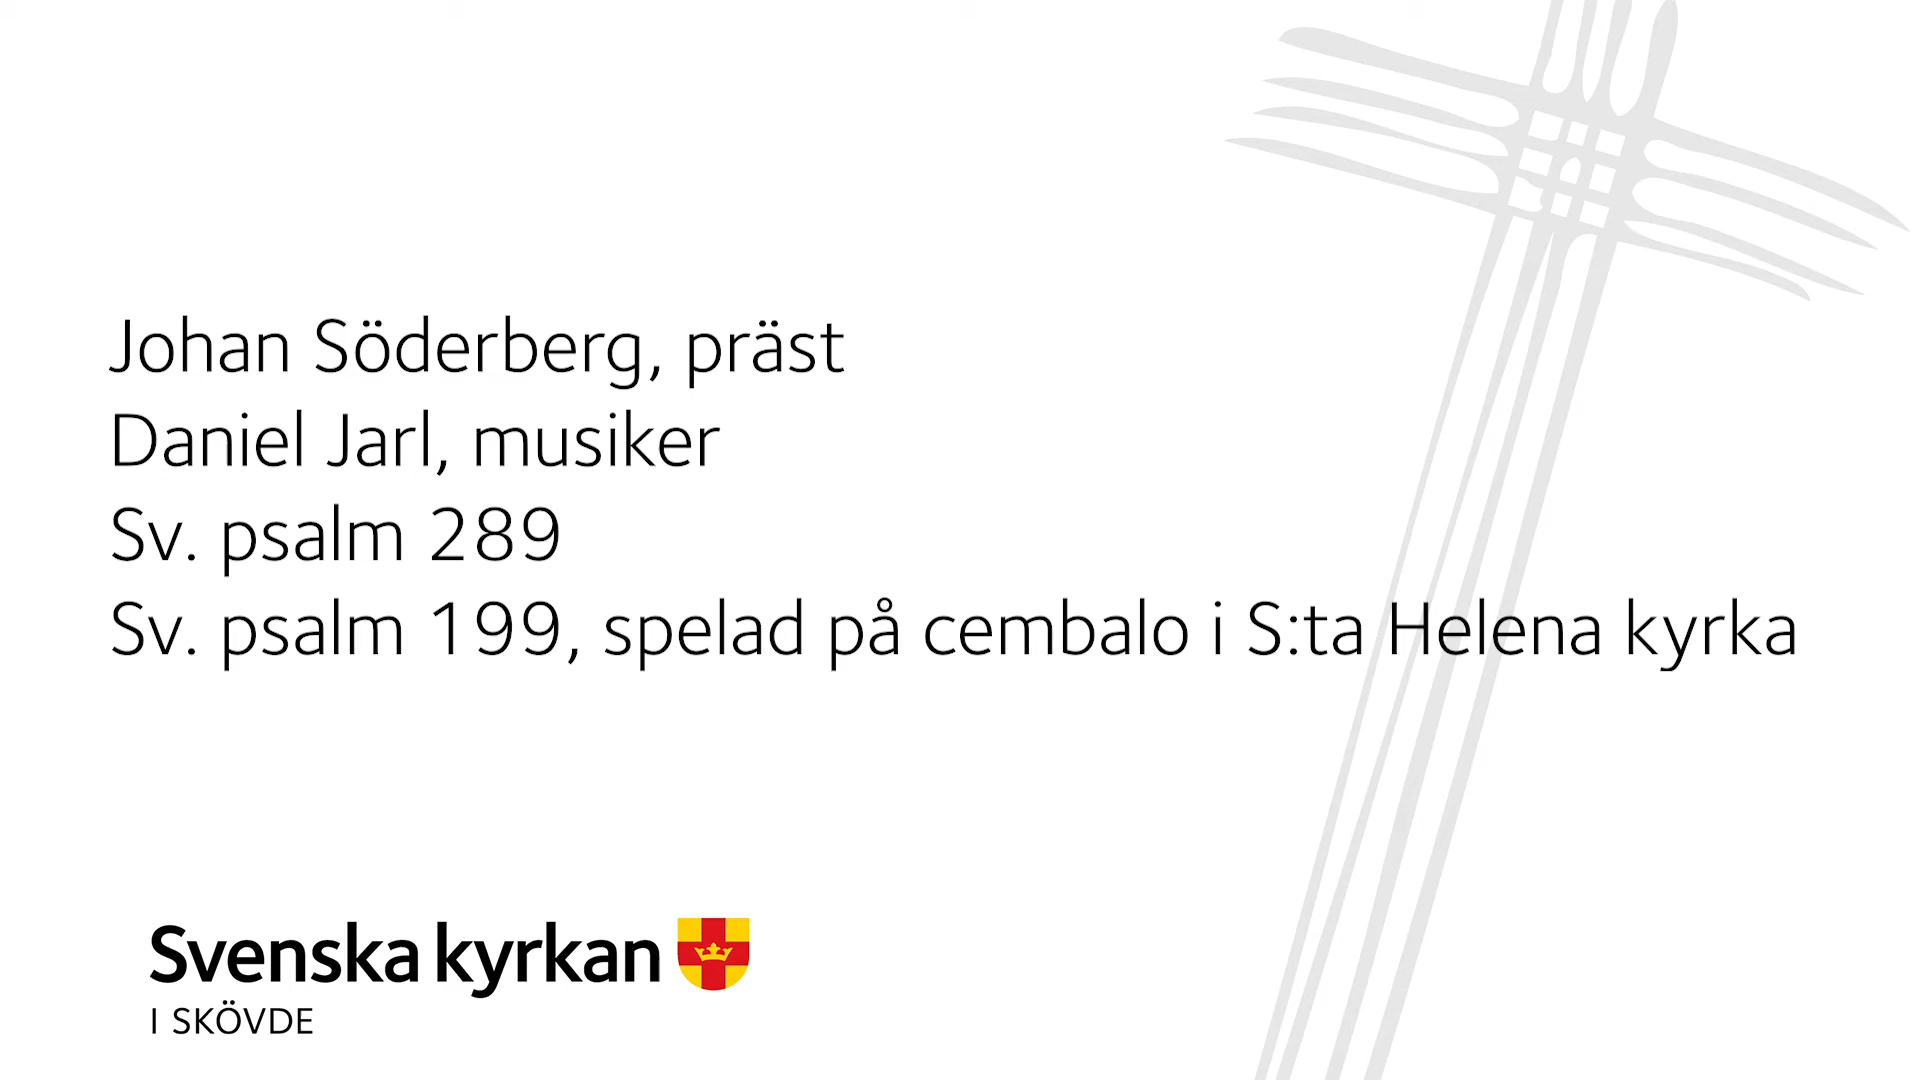 Johan Söderberg, präst
Daniel Jarl, musiker
Sv. psalm 289
Sv. psalm 199, spelad på cembalo i S:ta Helena kyrka
Svenska kyrkan
I SKÖVDE